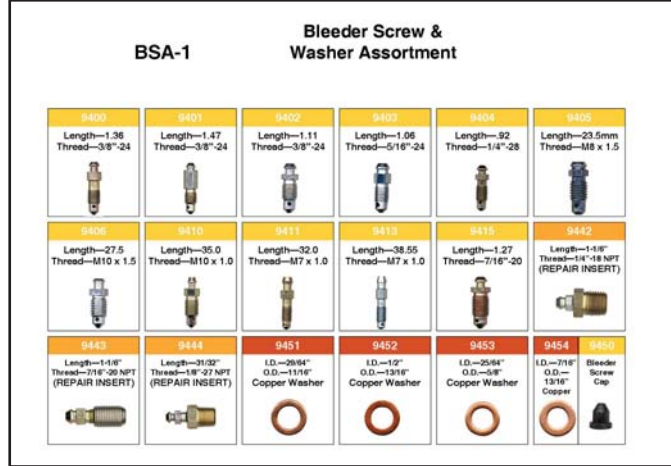 BSA-1
Bleeder Screw &
Washer Assortment
9400
Length—1.36
Thread—3/8"-24
9401
Length—1.47
Thread—3/8"-24
9402
Length—1.11
Thread—3/8"-24
9403
Length—1.06
Thread—5/16"-24
9404
Length—.92
Thread—1/4"-28
9405
Length—23.5mm
Thread—M8 x 1.5
9406
Length—27.5
Thread—M10 x 1.5
9410
Length—35.0
Thread—M10 x 1.0
9411
Length—32.0
Thread—M7 x 1.0
9413
Length—38.55
Thread—M7 x 1.0
9415
Length—1.27
Thread—7/16"-20
9442
Length—1-1/6"
Thread—1/4"-18 NPT
(REPAIR INSERT)
9443
Length—1-1/6"
Thread—7/16"-20 NPT
(REPAIR INSERT)
9444
Length—31/32"
Thread—1/8"-27 NPT
(REPAIR INSERT)
9451
I.D.—29/64"
O.D.—11/16"
Copper Washer
9452
I.D.—1/2"
O.D.—13/16"
Copper Washer
9453
I.D.—25/64"
O.D.—5/8"
Copper Washer
9454
I.D.—7/16"
O.D.—
13/16"
Copper
9450
Bleeder
Screw
Cap